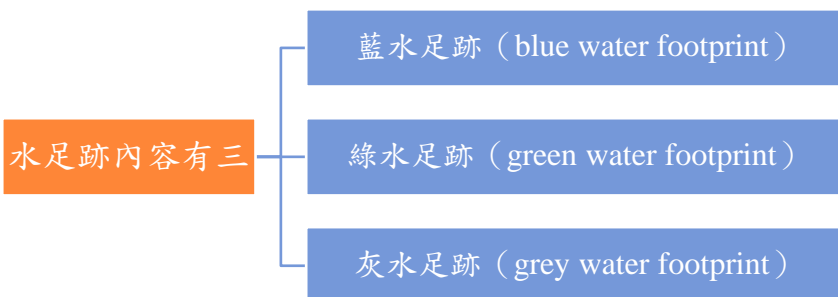 水足跡內容有三
藍水足跡（blue water footprint）
綠水足跡（green water footprint）
灰水足跡（grey water footprint）